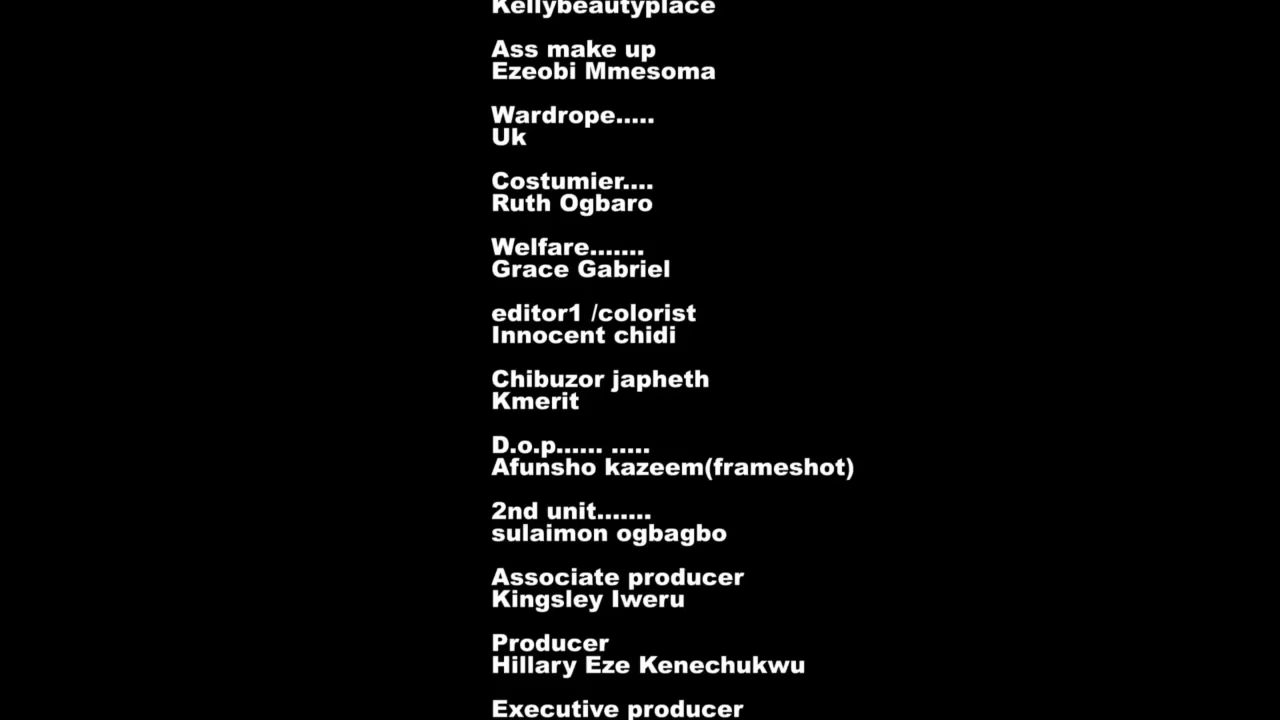 Kellybeautyplace
Ass make up
Ezeobi Mmesoma
Wardrope.....
Uk
Costumier....
Ruth Ogbaro
Welfare.......
Grace Gabriel
editor1 /colorist
Innocent chidi
Chibuzor japheth
Kmerit
D.o.p...... .....
Afunsho kazeem(frameshot)
2nd unit.......
sulaimon ogbagbo
Associate producer
Kingsley Iweru
Producer
Hillary Eze Kenechukwu
Executive producer